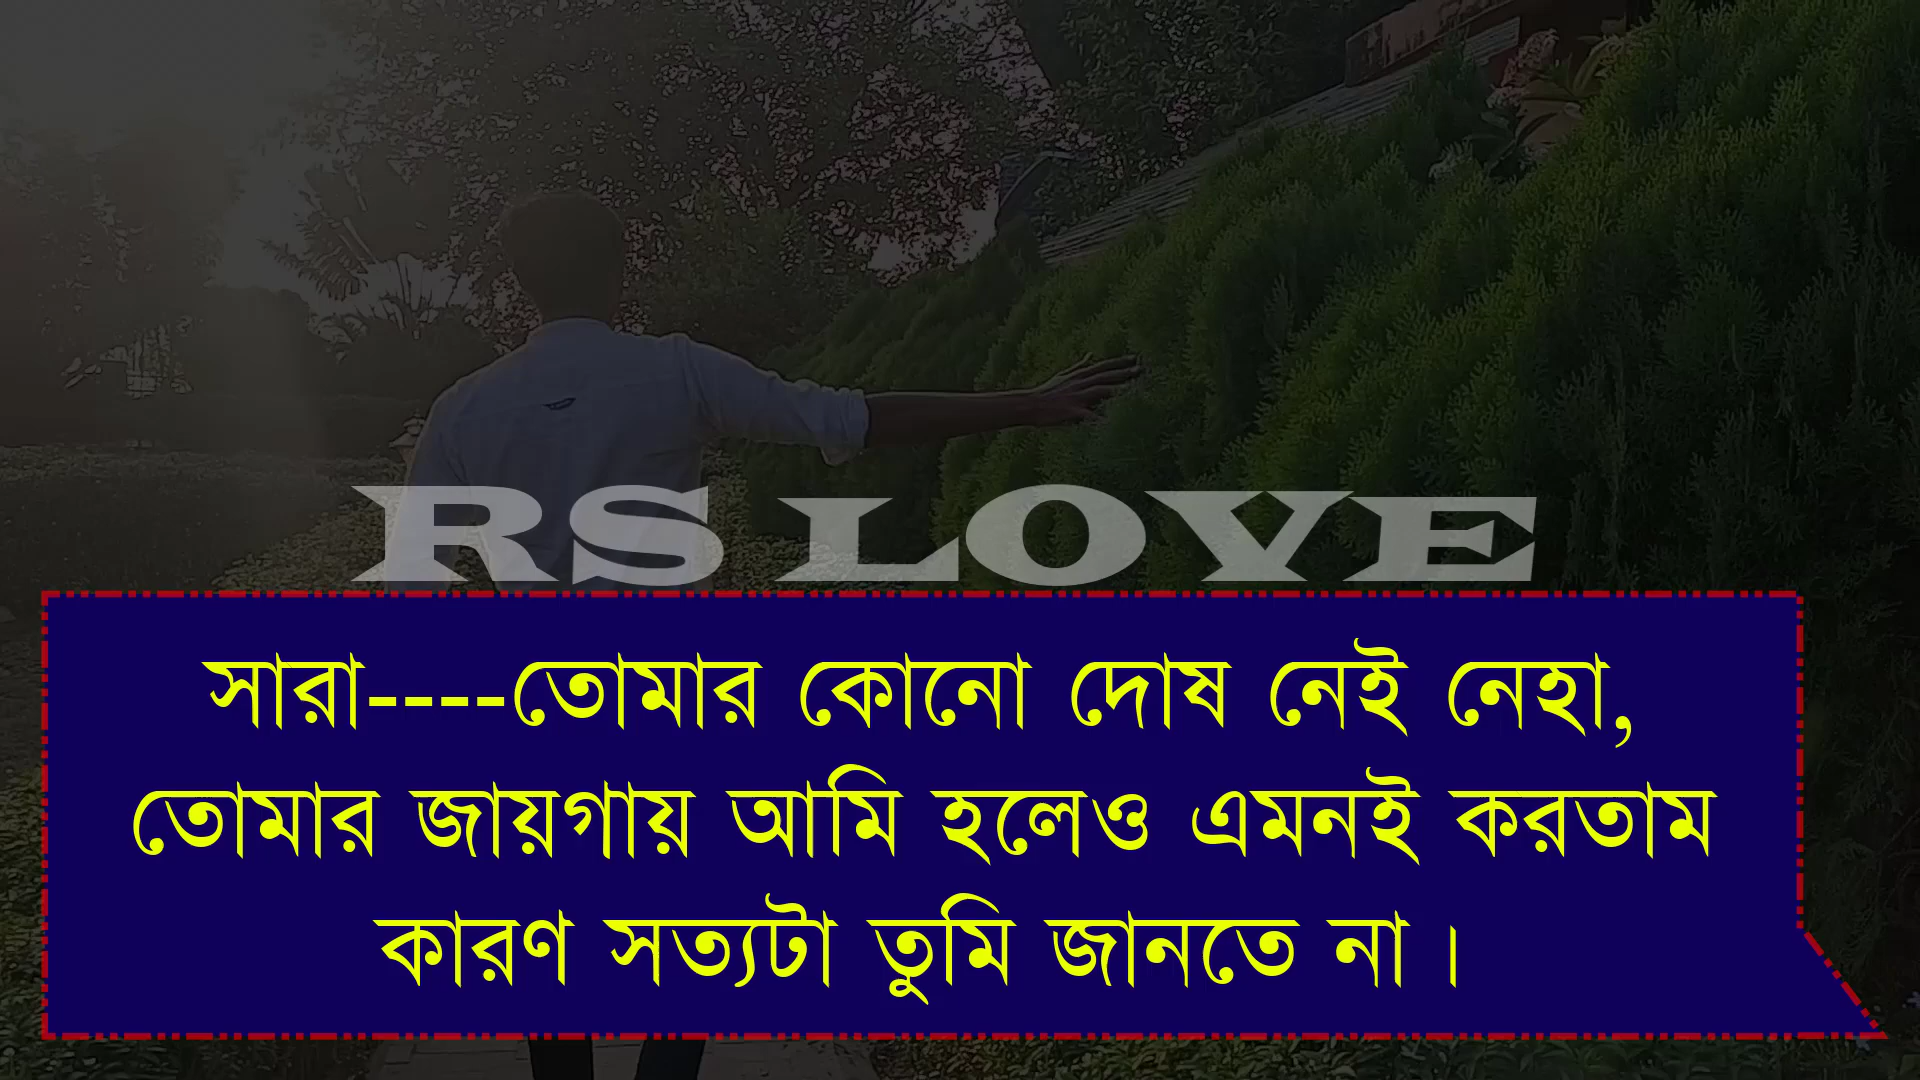 RS LOVE
সারা----তোমার কোনো দোষ নেই নেহা,
তোমার জায়গায় আমি হলেও এমনই করতাম
কারণ সত্যটা তুমি জানতে না।